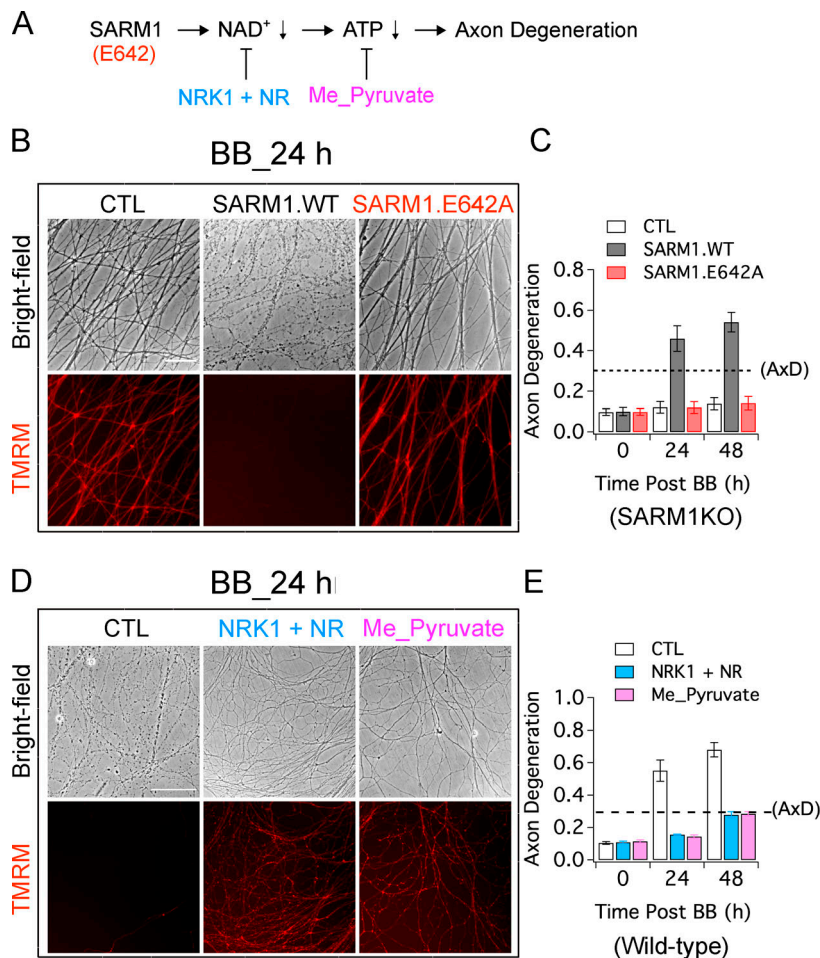 A
SARM1 → NAD⁺ ↓ → ATP ↓ → Axon Degeneration
(E642)
NRK1 + NR Me_Pyruvate
B
BB_24 h
CTL SARM1.WT SARM1.E642A
Bright-field
TMRM
C
CTL
SARM1.WT
SARM1.E642A
Axon Degeneration
0.8
0.6
0.4
0.2
0.0
(AxD)
0 24 48
Time Post BB (h)
(SARM1KO)
D
BB_24 h
CTL NRK1 + NR Me_Pyruvate
Bright-field
TMRM
E
CTL
NRK1 + NR
Me_Pyruvate
Axon Degeneration
1.0
0.8
0.6
0.4
0.2
0.0
(AxD)
0 24 48
Time Post BB (h)
(Wild-type)